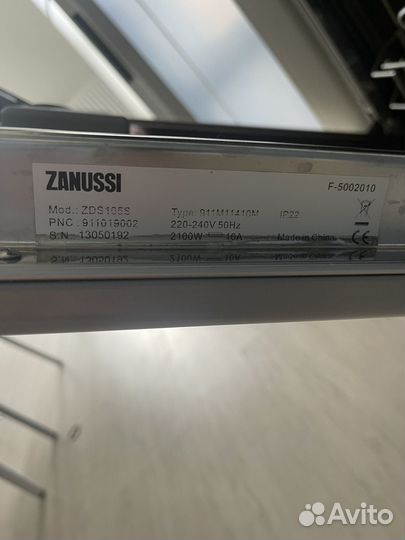 ZANUSSI
F-5002010
Mod.: ZDS105S Type: 911M11410M IP22
PNC: 911019002 220-240V 50Hz
S.N.: 13050192 2100W 10A Made in China CE
Avito